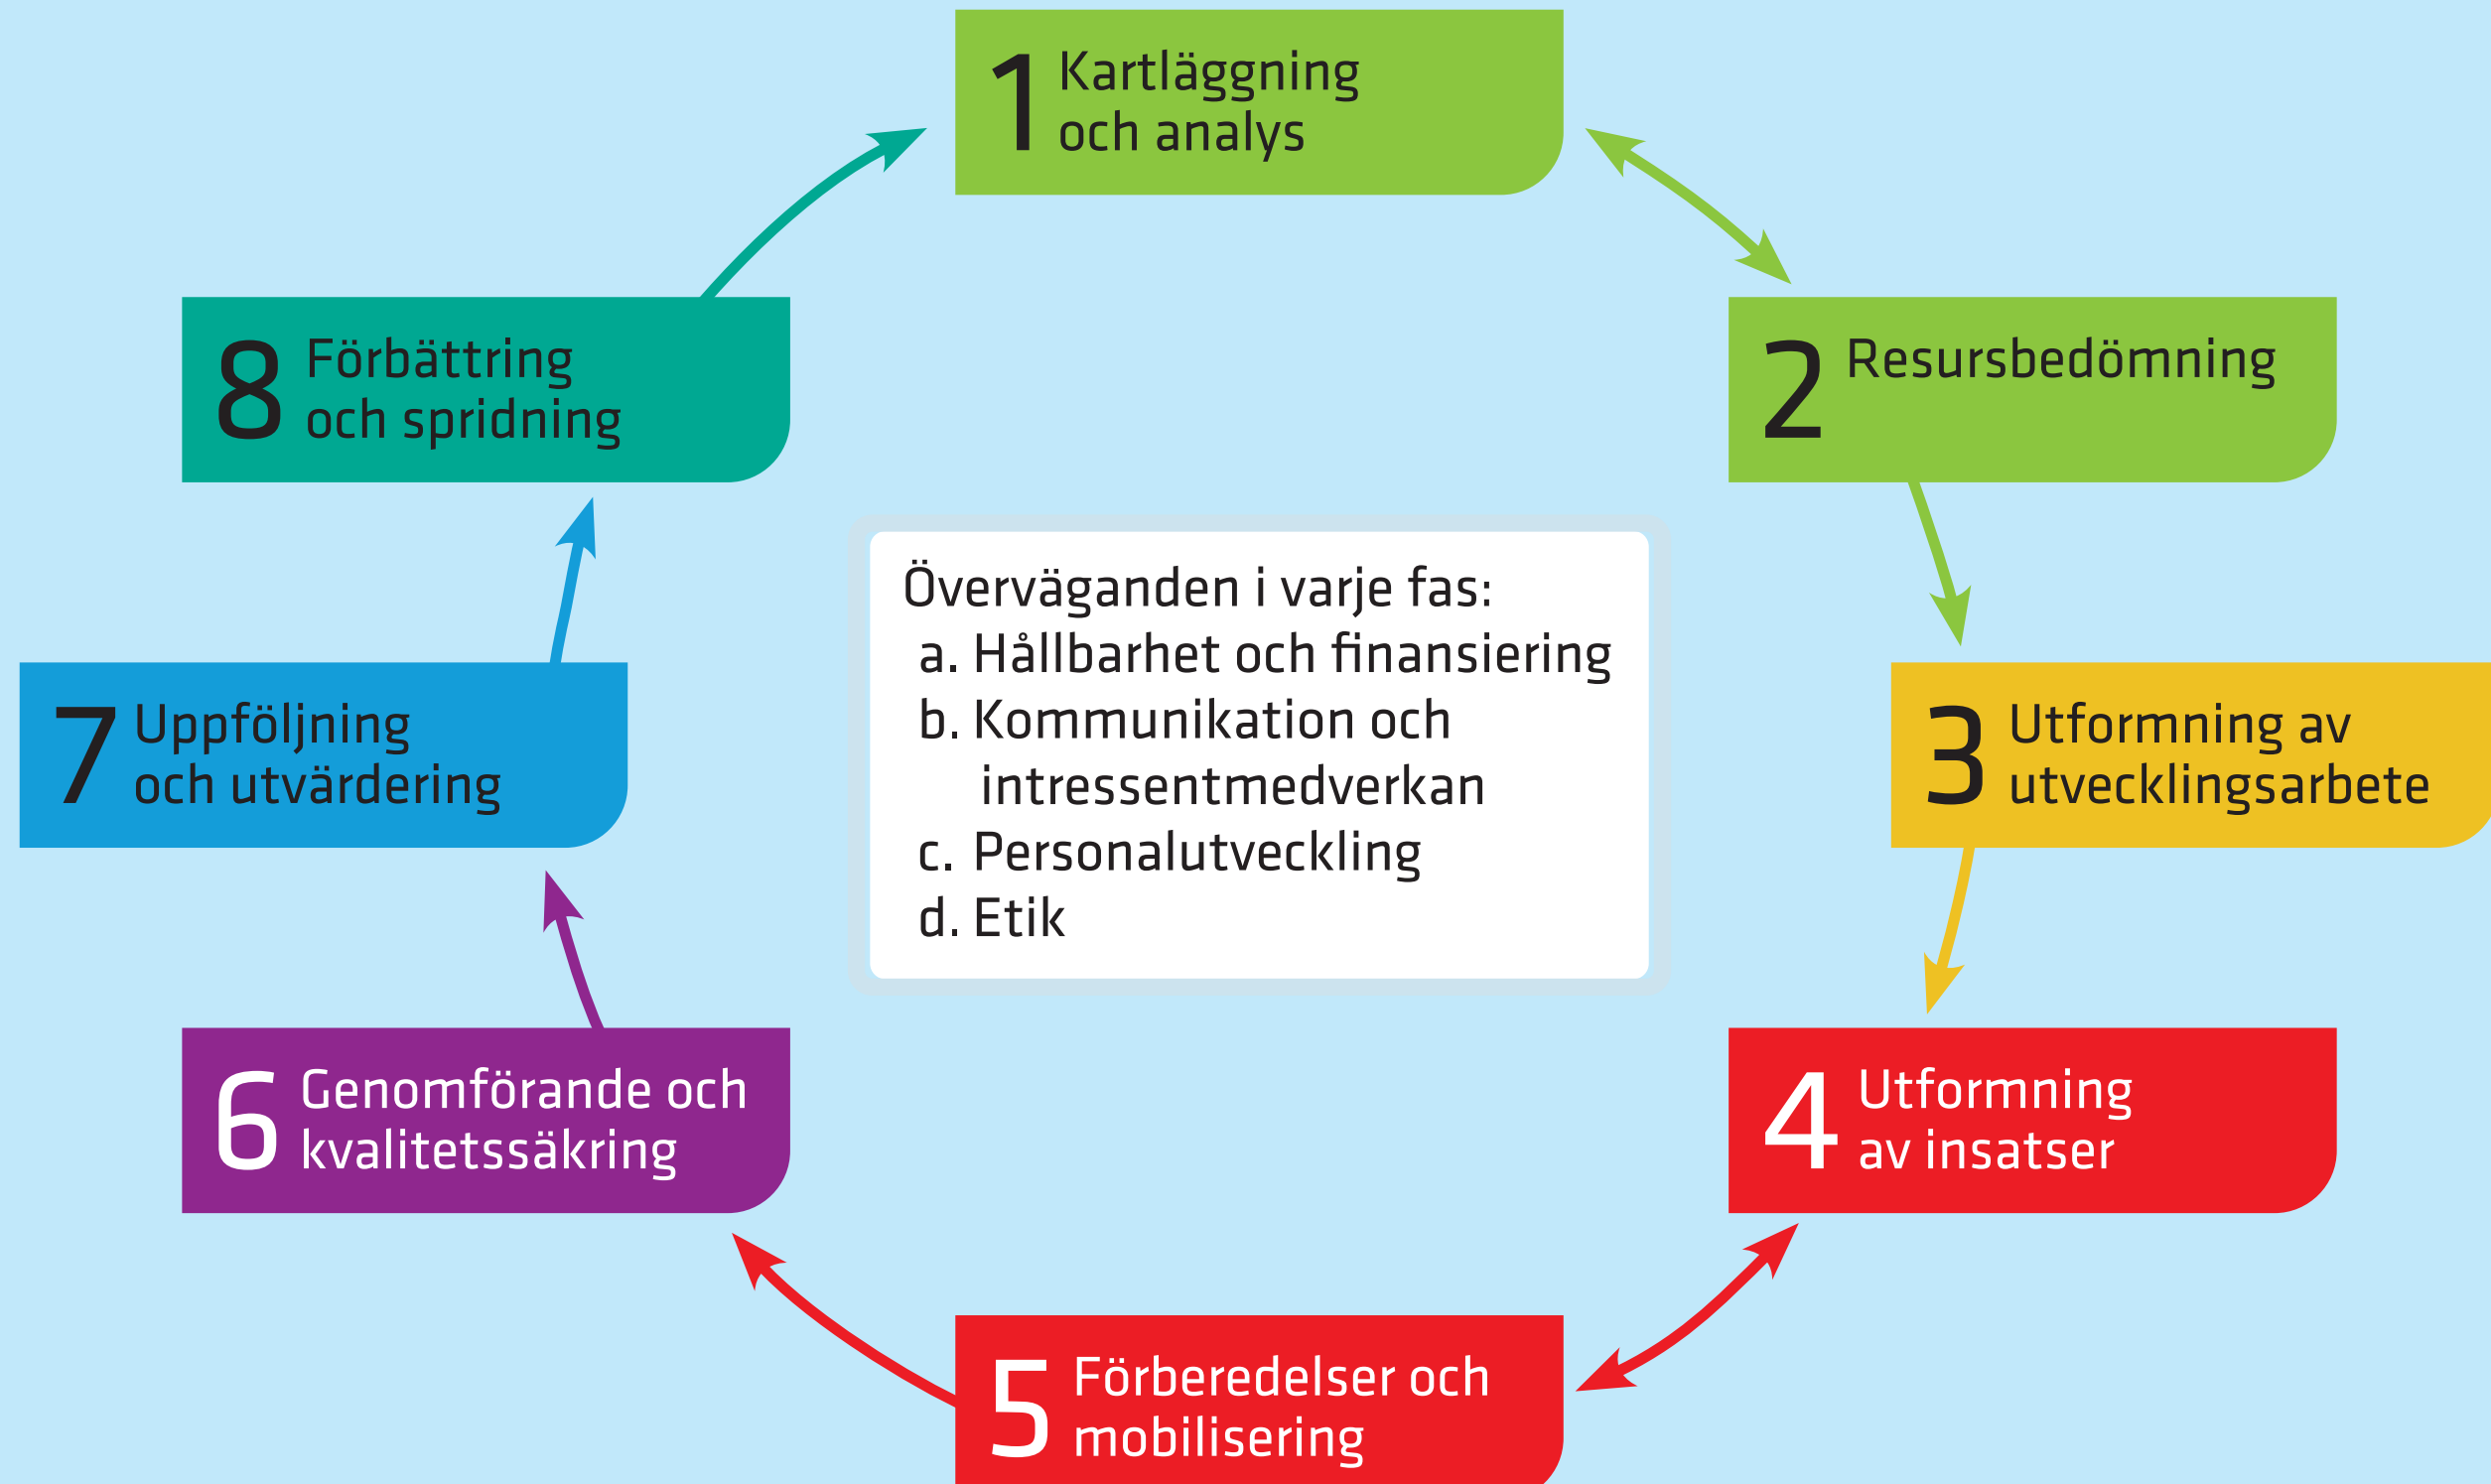 1 Kartläggning
och analys
2 Resursbedömning
3 Utformning av
utvecklingsarbete
4 Utformning
av insatser
5 Förberedelser och
mobilisering
6 Genomförande och
kvalitetssäkring
7 Uppföljning
och utvärdering
8 Förbättring
och spridning
Överväganden i varje fas:
a. Hållbarhet och finansiering
b. Kommunikation och
intressentmedverkan
c. Personalutveckling
d. Etik